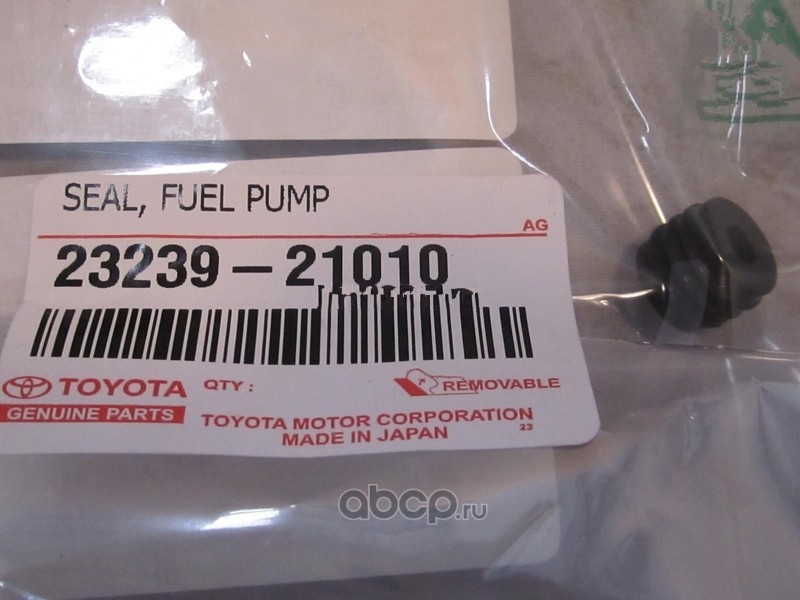 SEAL, FUEL PUMP
AG
23239-21010
TOYOTA QTY : REMOVABLE
GENUINE PARTS
TOYOTA MOTOR CORPORATION
MADE IN JAPAN 23
abcp.ru